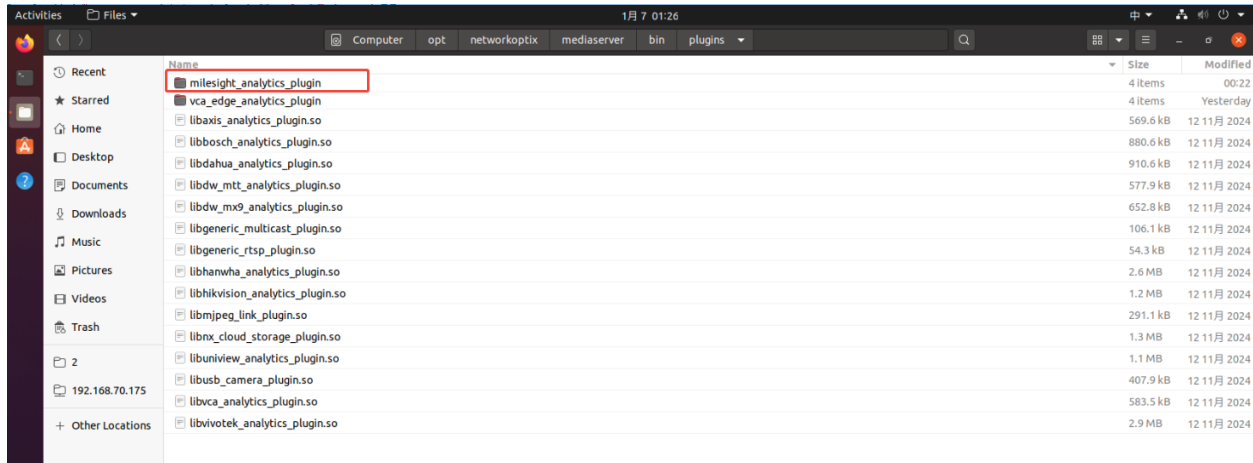 Activities Files 1月 7 01:26 中
Computer opt networkoptix mediaserver bin plugins
Name Size Modified
Recent
Starred
Home
Desktop
Documents
Downloads
Music
Pictures
Videos
Trash
2
192.168.70.175
+ Other Locations
milesight_analytics_plugin 4 items 00:22
vca_edge_analytics_plugin 4 items Yesterday
libaxis_analytics_plugin.so 569.6 kB 12 11月 2024
libbosch_analytics_plugin.so 880.6 kB 12 11月 2024
libdahua_analytics_plugin.so 910.6 kB 12 11月 2024
libdw_mtt_analytics_plugin.so 577.9 kB 12 11月 2024
libdw_mx9_analytics_plugin.so 652.8 kB 12 11月 2024
libgeneric_multicast_plugin.so 106.1 kB 12 11月 2024
libgeneric_rtsp_plugin.so 54.3 kB 12 11月 2024
libhanwha_analytics_plugin.so 2.6 MB 12 11月 2024
libhikvision_analytics_plugin.so 1.2 MB 12 11月 2024
libmjpeg_link_plugin.so 291.1 kB 12 11月 2024
libnx_cloud_storage_plugin.so 1.3 MB 12 11月 2024
libuniview_analytics_plugin.so 1.1 MB 12 11月 2024
libusb_camera_plugin.so 407.9 kB 12 11月 2024
libvca_analytics_plugin.so 583.5 kB 12 11月 2024
libvivotek_analytics_plugin.so 2.9 MB 12 11月 2024